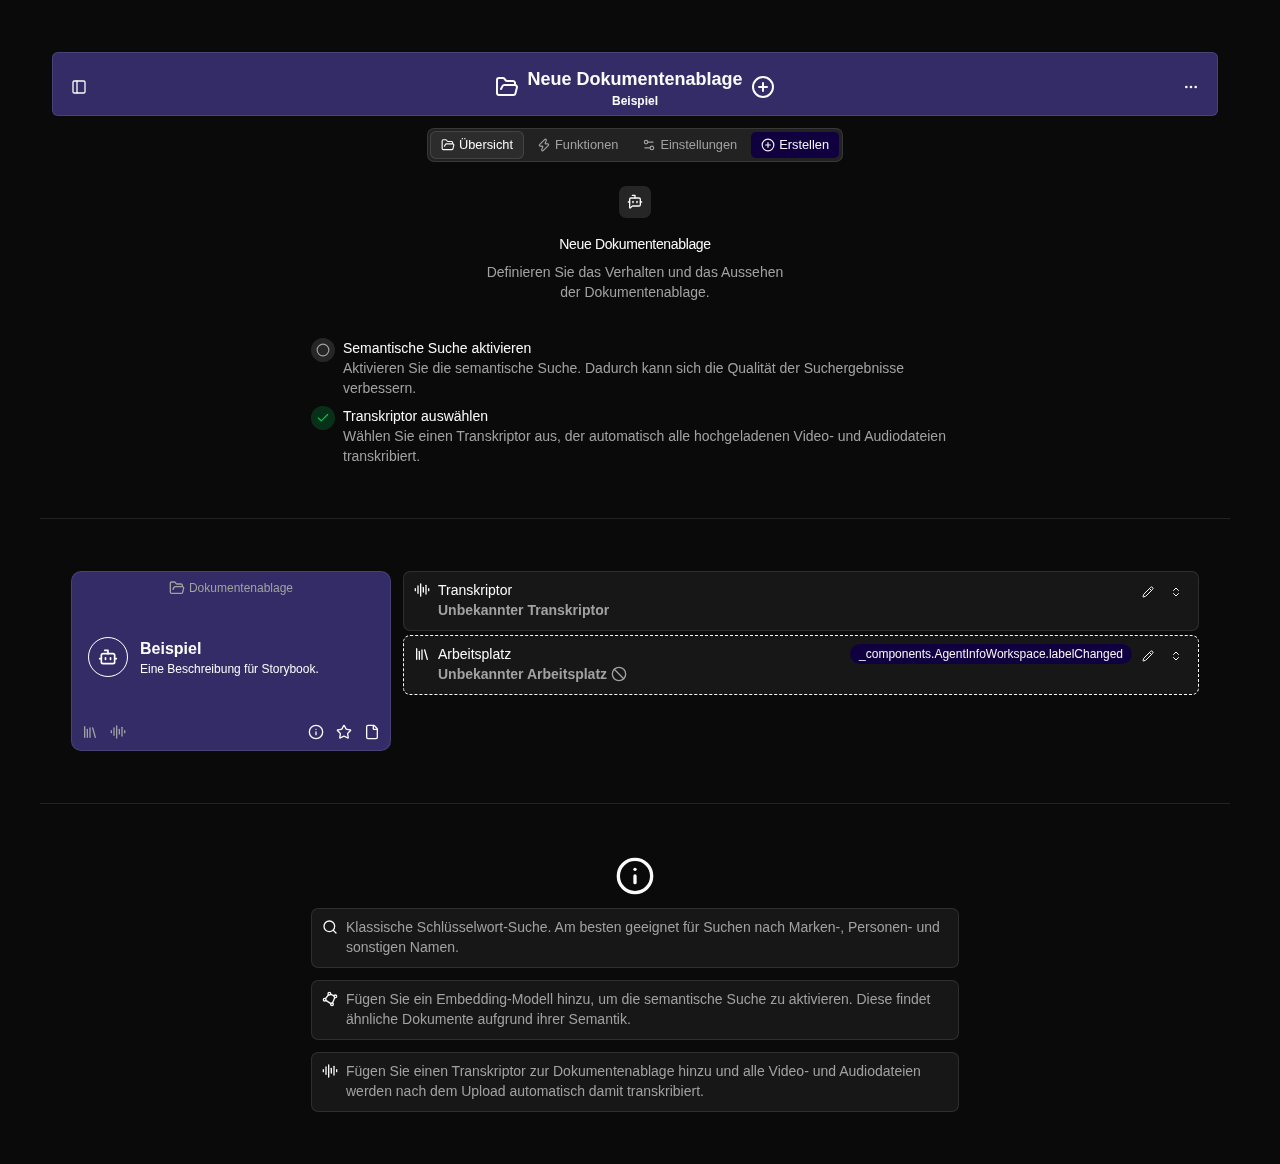 Neue Dokumentenablage
Beispiel
Übersicht
Funktionen
Einstellungen
Erstellen
Neue Dokumentenablage
Definieren Sie das Verhalten und das Aussehen
der Dokumentenablage.
Semantische Suche aktivieren
Aktivieren Sie die semantische Suche. Dadurch kann sich die Qualität der Suchergebnisse
verbessern.
Transkriptor auswählen
Wählen Sie einen Transkriptor aus, der automatisch alle hochgeladenen Video- und Audiodateien
transkribiert.
Dokumentenablage
Beispiel
Eine Beschreibung für Storybook.
Transkriptor
Unbekannter Transkriptor
Arbeitsplatz
_components.AgentInfoWorkspace.labelChanged
Unbekannter Arbeitsplatz
Klassische Schlüsselwort-Suche. Am besten geeignet für Suchen nach Marken-, Personen- und
sonstigen Namen.
Fügen Sie ein Embedding-Modell hinzu, um die semantische Suche zu aktivieren. Diese findet
ähnliche Dokumente aufgrund ihrer Semantik.
Fügen Sie einen Transkriptor zur Dokumentenablage hinzu und alle Video- und Audiodateien
werden nach dem Upload automatisch damit transkribiert.